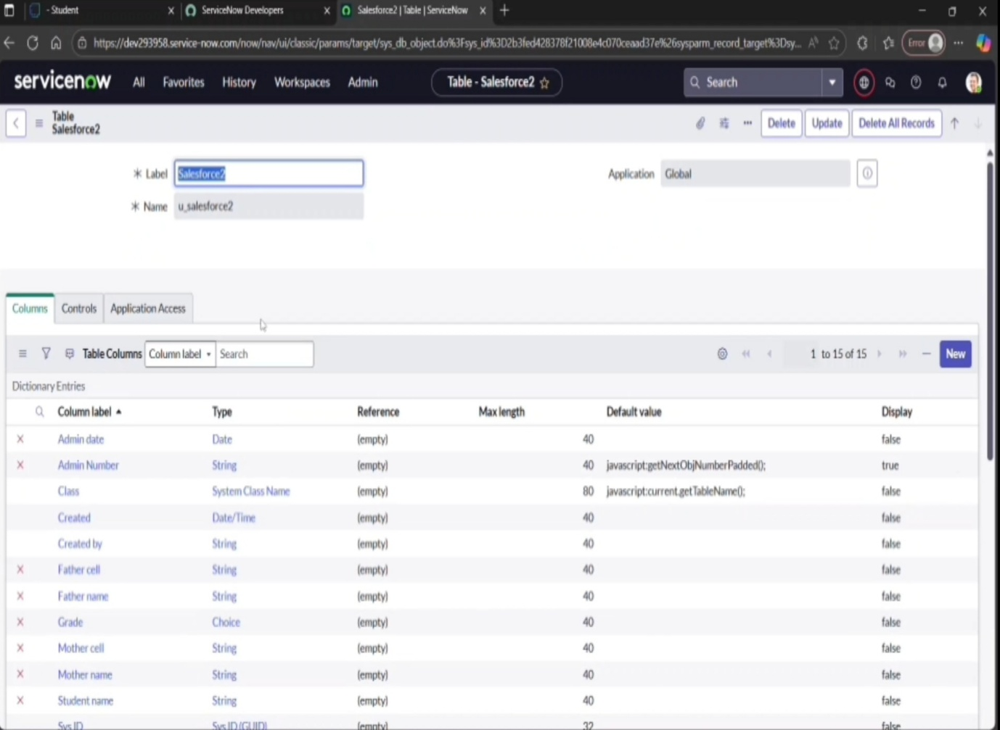 - Student
ServiceNow Developers
Salesforce2 | Table | ServiceNow
https://dev293958.service-now.com/now/nav/ui/classic/params/target/sys_db_object.do%3Fsys_id%3D2b3fed428378f21008e4c070ceaad37e%26sysparm_record_target%3Dsy... Error
servicenow All Favorites History Workspaces Admin Table - Salesforce2 Search
Table
Salesforce2
Delete Update Delete All Records
* Label Salesforce2 Application Global
* Name u_salesforce2
Columns Controls Application Access
Table Columns Column label Search 1 to 15 of 15 New
Dictionary Entries
Column label Type Reference Max length Default value Display
Admin date Date (empty) 40 false
Admin Number String (empty) 40 javascript:getNextObjNumberPadded(); true
Class System Class Name (empty) 80 javascript:current.getTableName(); false
Created Date/Time (empty) 40 false
Created by String (empty) 40 false
Father cell String (empty) 40 false
Father name String (empty) 40 false
Grade Choice (empty) 40 false
Mother cell String (empty) 40 false
Mother name String (empty) 40 false
Student name String (empty) 40 false
Sys ID Sys ID (GUID) (empty) 32 false